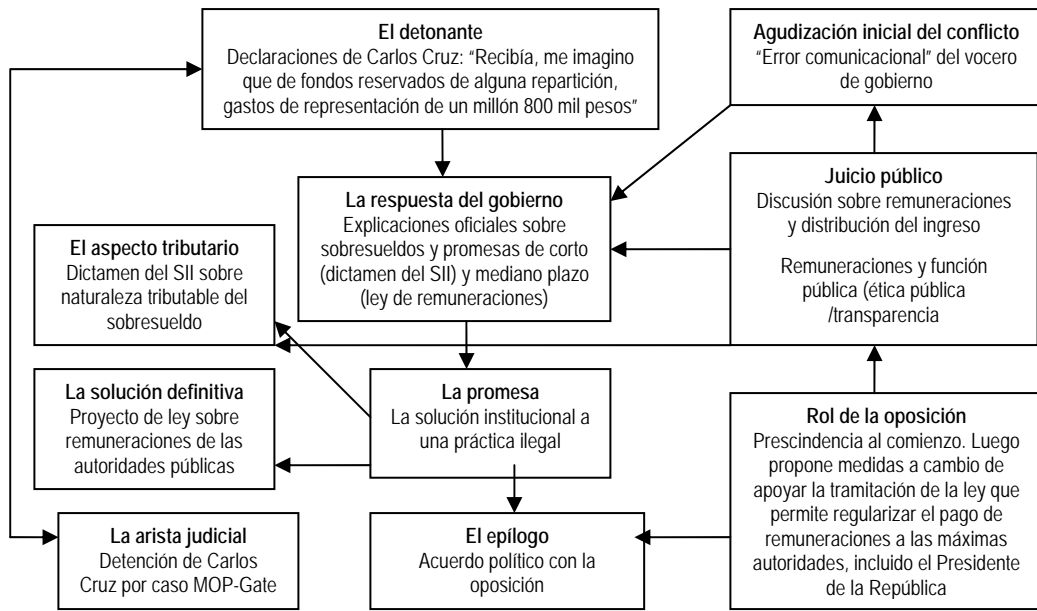 El detonante
Declaraciones de Carlos Cruz: “Recibía, me imagino
que de fondos reservados de alguna repartición,
gastos de representación de un millón 800 mil pesos”
Agudización inicial del conflicto
“Error comunicacional” del vocero
de gobierno
La respuesta del gobierno
Explicaciones oficiales sobre
sobresueldos y promesas de corto
(dictamen del SII) y mediano plazo
(ley de remuneraciones)
Juicio público
Discusión sobre remuneraciones
y distribución del ingreso
Remuneraciones y función
pública (ética pública
/transparencia
El aspecto tributario
Dictamen del SII sobre
naturaleza tributable del
sobresueldo
La solución definitiva
Proyecto de ley sobre
remuneraciones de las
autoridades públicas
La promesa
La solución institucional a
una práctica ilegal
Rol de la oposición
Prescindencia al comienzo. Luego
propone medidas a cambio de
apoyar la tramitación de la ley que
permite regularizar el pago de
remuneraciones a las máximas
autoridades, incluido el Presidente
de la República
La arista judicial
Detención de Carlos
Cruz por caso MOP-Gate
El epílogo
Acuerdo político con la
oposición